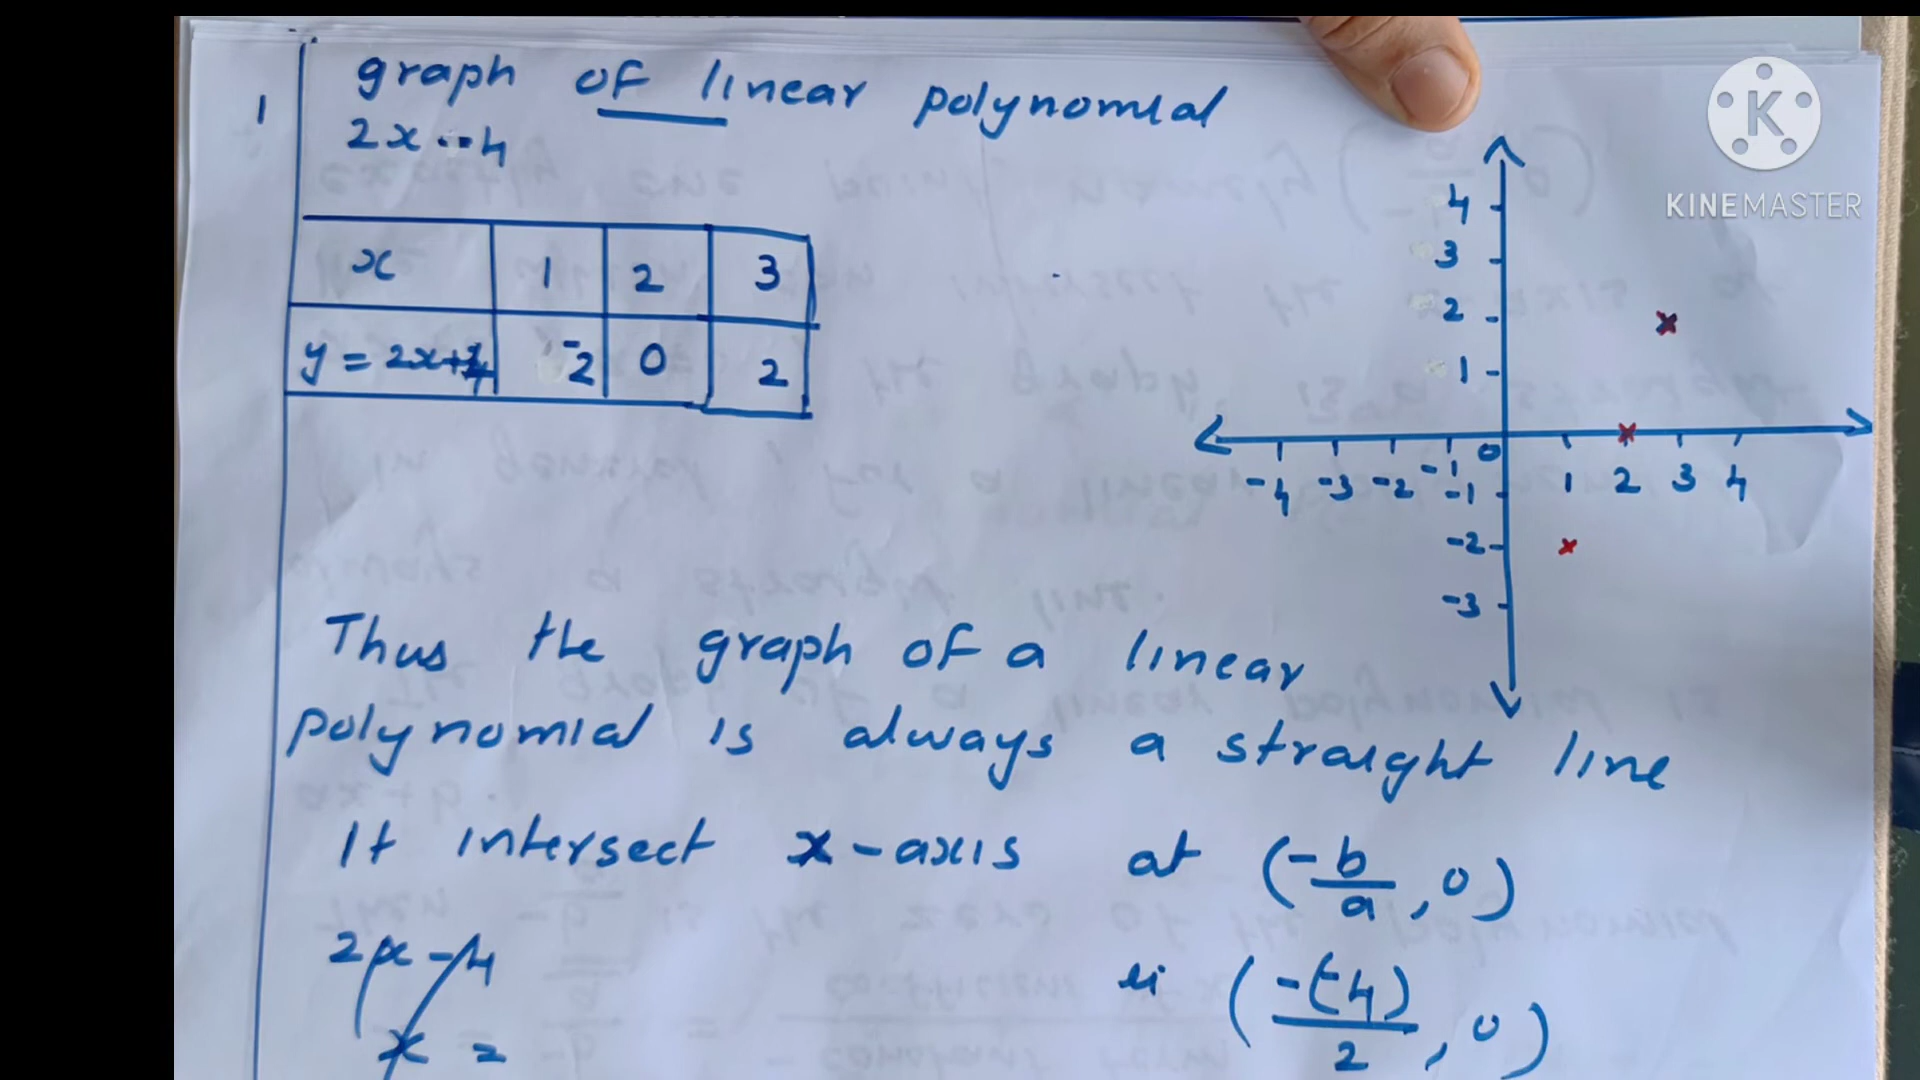 1
graph of linear polynomial
2x--4
x 1 2 3
y = 2x -2 0 2
4
3
2
1
-4 -3 -2 -1 0 1 2 3 4
-1
-2
-3
Thus the graph of a linear
polynomial is always a straight line
It intersect x-axis at (-b/a, 0)
2x-4
(-(-4)/2, 0)
x =
K
KINEMASTER